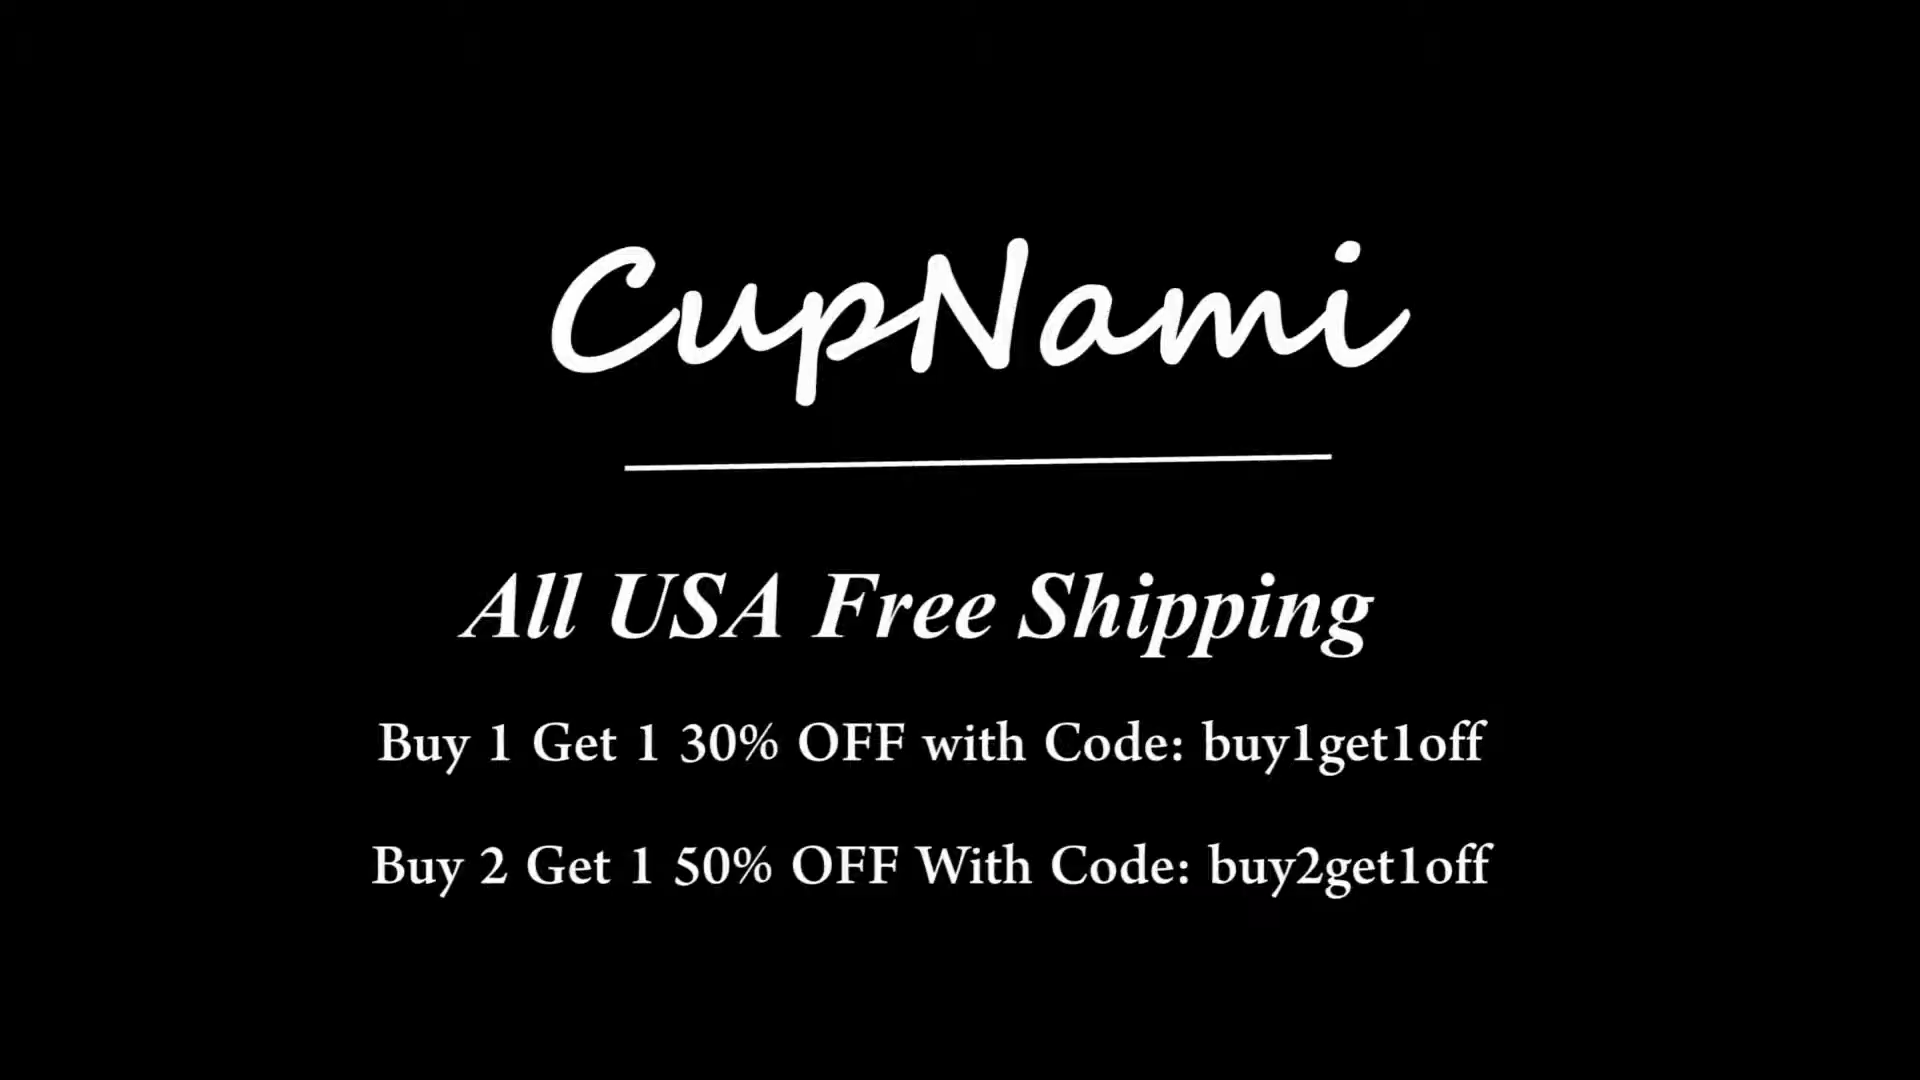 CupNami
All USA Free Shipping
Buy 1 Get 1 30% OFF with Code: buy1get1off
Buy 2 Get 1 50% OFF With Code: buy2get1off